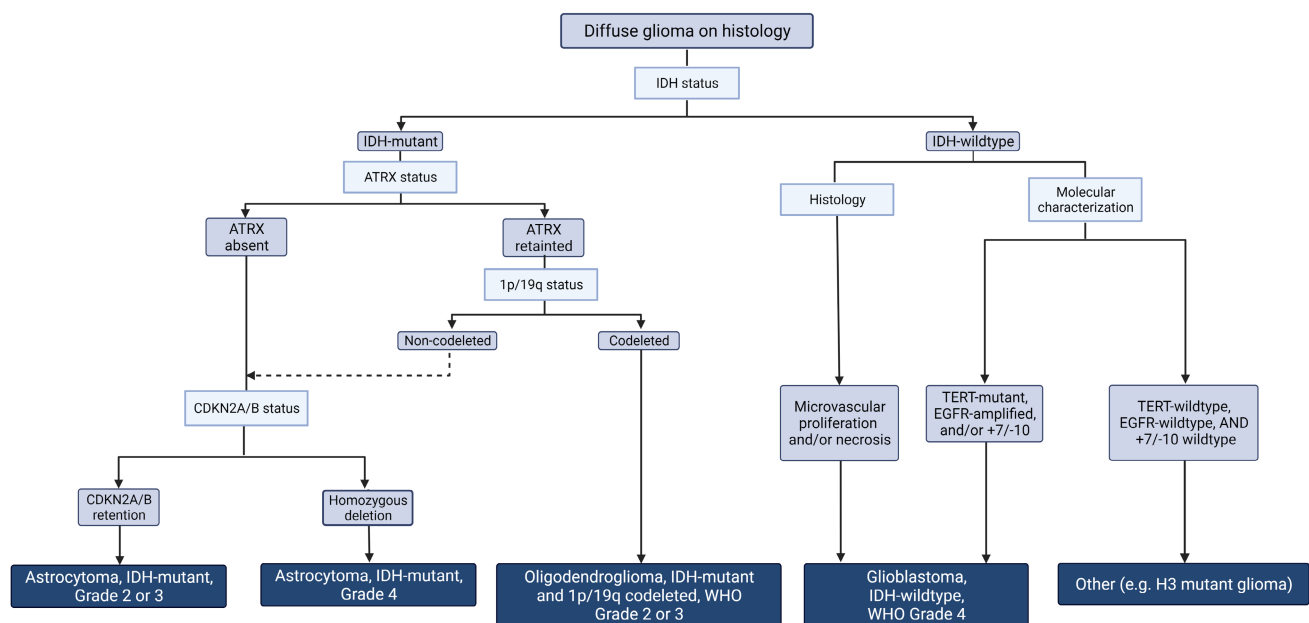 Diffuse glioma on histology
IDH status
IDH-mutant
IDH-wildtype
ATRX status
Histology
Molecular
characterization
ATRX
absent
ATRX
retainted
1p/19q status
Non-codeleted
Codeleted
CDKN2A/B status
Microvascular
proliferation
and/or necrosis
TERT-mutant,
EGFR-amplified,
and/or +7/-10
TERT-wildtype,
EGFR-wildtype, AND
+7/-10 wildtype
CDKN2A/B
retention
Homozygous
deletion
Astrocytoma, IDH-mutant,
Grade 2 or 3
Astrocytoma, IDH-mutant,
Grade 4
Oligodendroglioma, IDH-mutant
and 1p/19q codeleted, WHO
Grade 2 or 3
Glioblastoma,
IDH-wildtype,
WHO Grade 4
Other (e.g. H3 mutant glioma)